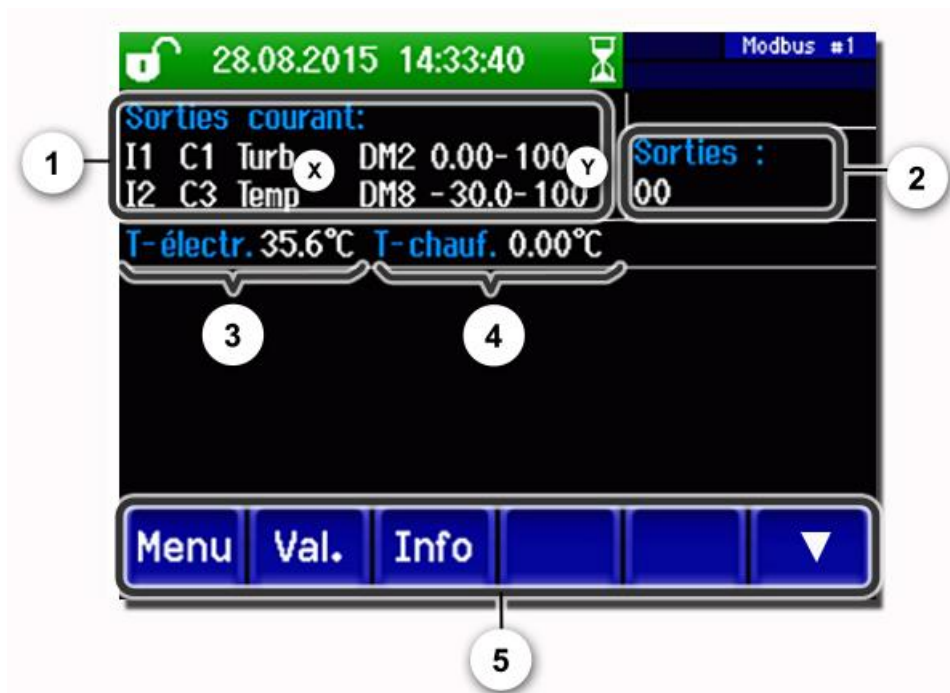 28.08.2015 14:33:40
Modbus #1
Sorties courant:
I1 C1 Turb X DM2 0.00-100 Y
I2 C3 Temp DM8 -30.0-100
Sorties :
00
T-électr. 35.6°C T-chauf. 0.00°C
1
2
3
4
Menu Val. Info ▼
5